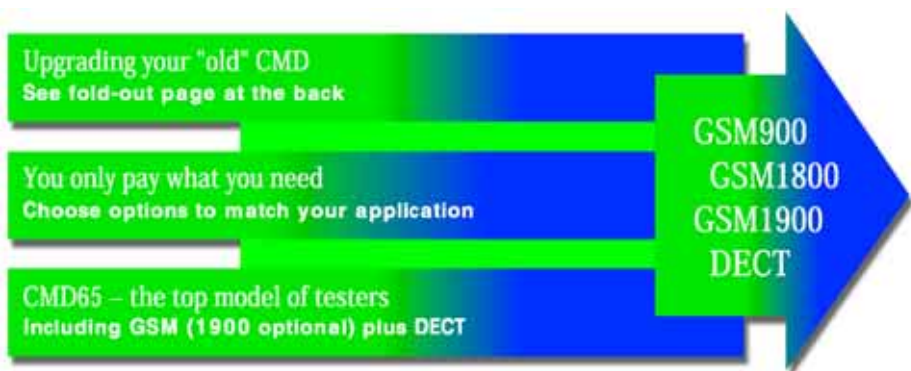 Upgrading your "old" CMD
See fold-out page at the back
You only pay what you need
Choose options to match your application
CMD65 – the top model of testers
Including GSM (1900 optional) plus DECT
GSM900
GSM1800
GSM1900
DECT